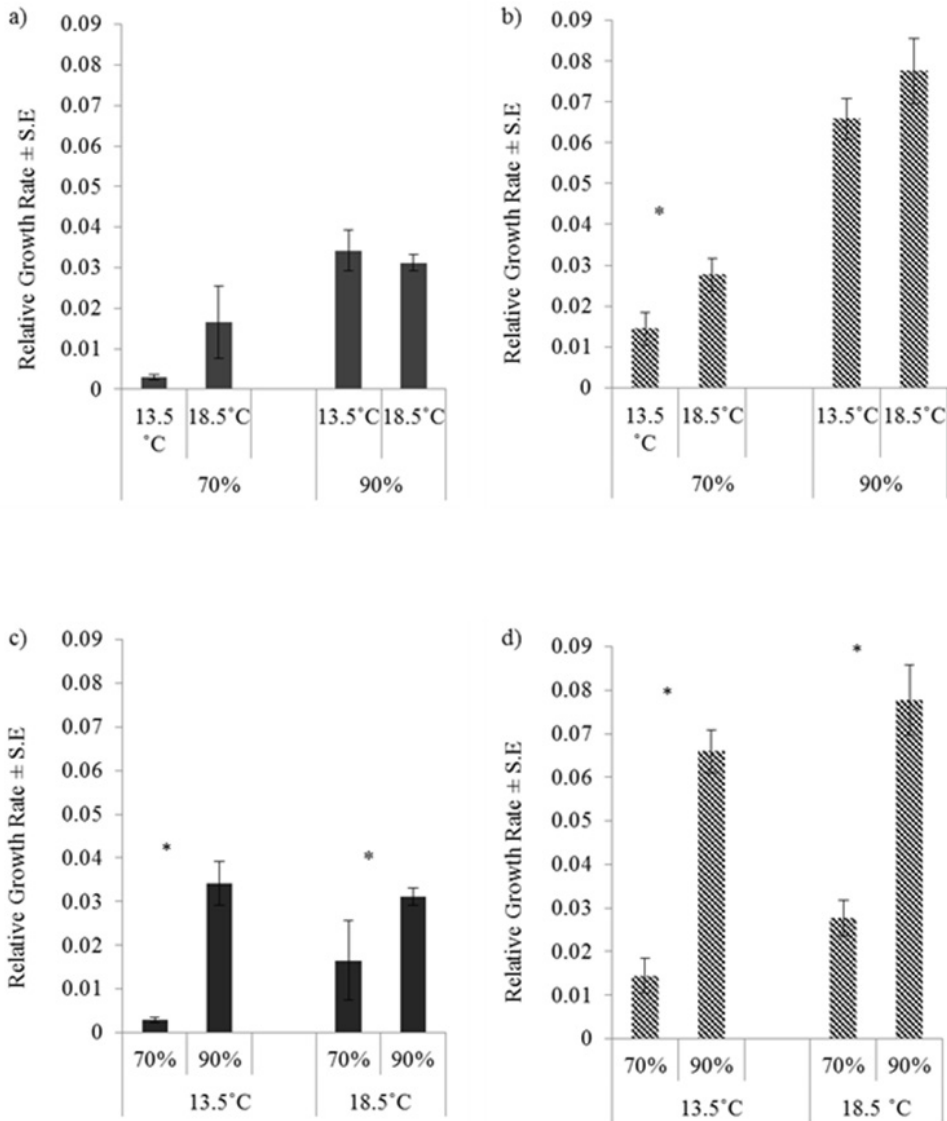 a)
Relative Growth Rate ± S.E
0.09
0.08
0.07
0.06
0.05
0.04
0.03
0.02
0.01
0
13.5 18.5˚C 13.5˚C 18.5˚C
˚C
70% 90%
b)
Relative Growth Rate ± S.E
0.09
0.08
0.07
0.06
0.05
0.04
0.03
0.02
0.01
0
*
13.5 18.5˚C 13.5˚C 18.5˚C
˚C
70% 90%
c)
Relative Growth Rate ± S.E
0.09
0.08
0.07
0.06
0.05
0.04
0.03
0.02
0.01
0
* *
70% 90% 70% 90%
13.5˚C 18.5˚C
d)
Relative Growth Rate ± S.E
0.09
0.08
0.07
0.06
0.05
0.04
0.03
0.02
0.01
0
*
*
70% 90% 70% 90%
13.5˚C 18.5 ˚C